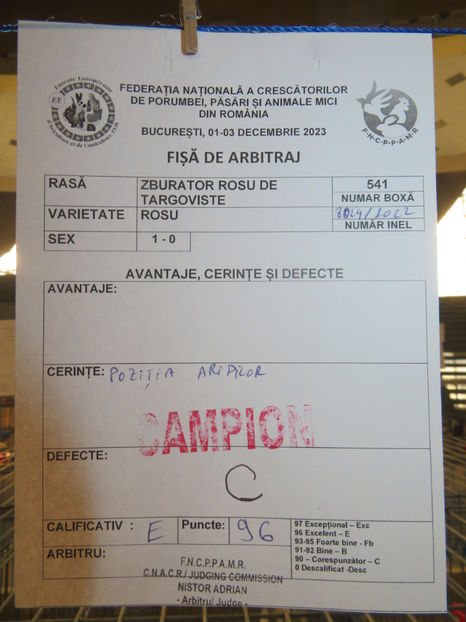 FEDERAȚIA NAȚIONALĂ A CRESCĂTORILOR
DE PORUMBEI, PĂSĂRI ȘI ANIMALE MICI
DIN ROMÂNIA
BUCUREȘTI, 01-03 DECEMBRIE 2023
F.N.C.P.P.A.M.R
FIȘĂ DE ARBITRAJ
RASĂ ZBURATOR ROSU DE TARGOVISTE 541
NUMAR BOXĂ
VARIETATE ROSU 8024/2022
NUMĂR INEL
SEX 1 - 0
AVANTAJE, CERINȚE ȘI DEFECTE
AVANTAJE:
CERINȚE: POZIȚIA ARIPILOR
CAMPION
DEFECTE:
C
CALIFICATIV : E Puncte: 96
97 Excepțional – Exc
96 Excelent – E
93-95 Foarte bine - Fb
91-92 Bine – B
90 – Corespunzător – C
0 Descalificat -Desc
ARBITRU:
F.N.C.P.P.A.M.R.
C.N.A.C.R./ JUDGING COMMISSION
NISTOR ADRIAN
- Arbitru/ Judge -